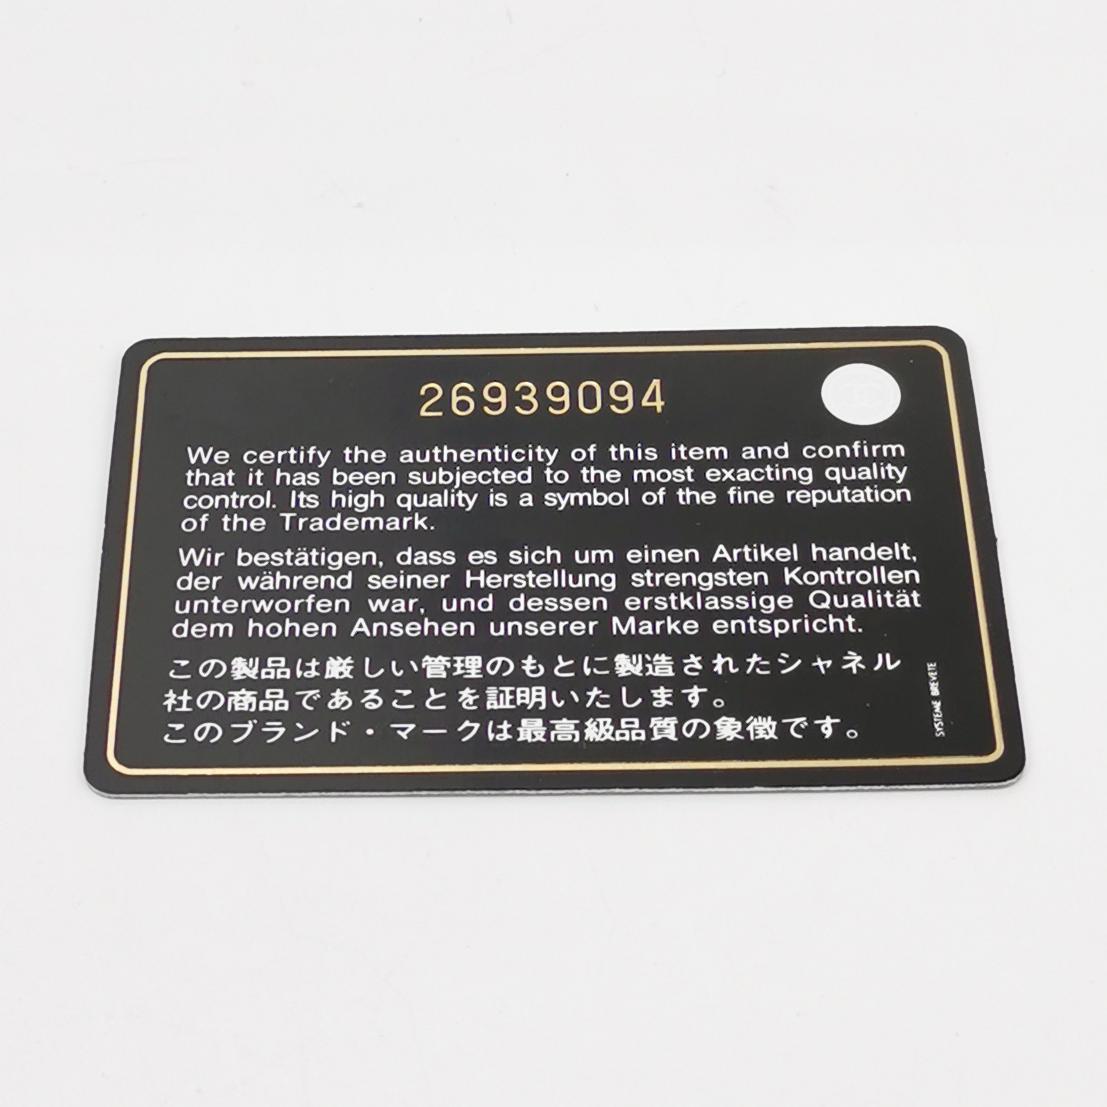 26939094
We certify the authenticity of this item and confirm
that it has been subjected to the most exacting quality
control. Its high quality is a symbol of the fine reputation
of the Trademark.
Wir bestätigen, dass es sich um einen Artikel handelt,
der während seiner Herstellung strengsten Kontrollen
unterworfen war, und dessen erstklassige Qualität
dem hohen Ansehen unserer Marke entspricht.
この製品は厳しい管理のもとに製造されたシャネル
社の商品であることを証明いたします。
このブランド・マークは最高級品質の象徴です。
SYSTEME BREVETE